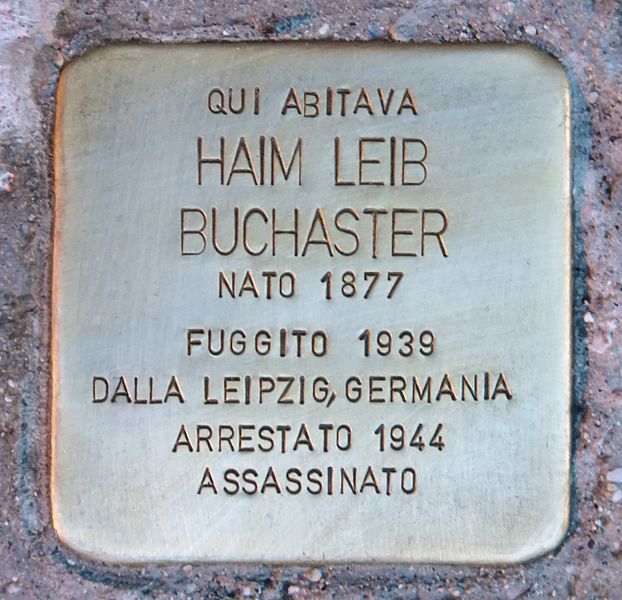 QUI ABITAVA
HAIM LEIB
BUCHASTER
NATO 1877
FUGGITO 1939
DALLA LEIPZIG, GERMANIA
ARRESTATO 1944
ASSASSINATO